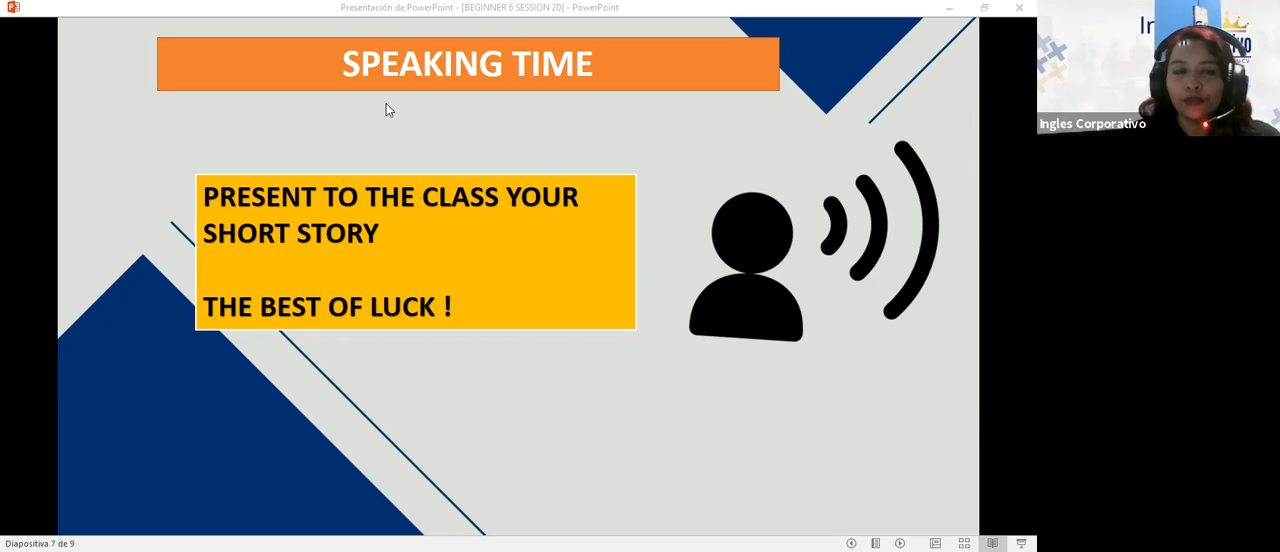 Presentación de PowerPoint - [BEGINNER 6 SESSION 20] - PowerPoint
SPEAKING TIME
PRESENT TO THE CLASS YOUR
SHORT STORY
THE BEST OF LUCK !
Ingles Corporativo
Diapositiva 7 de 9